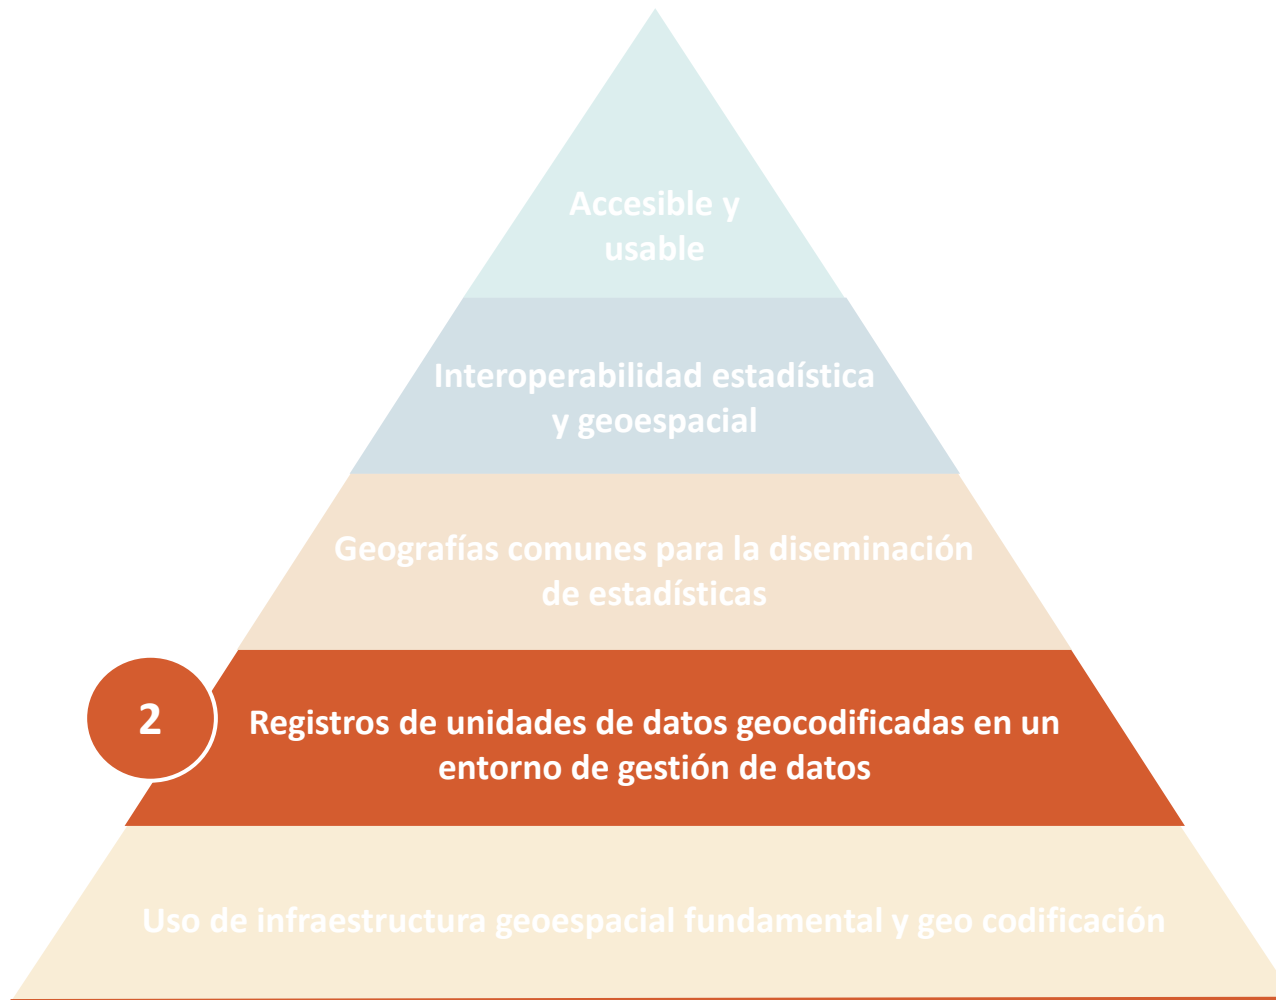 Accesible y
usable
Interoperabilidad estadística
y geoespacial
Geografías comunes para la diseminación
de estadísticas
2
Registros de unidades de datos geocodificadas en un
entorno de gestión de datos
Uso de infraestructura geoespacial fundamental y geo codificación